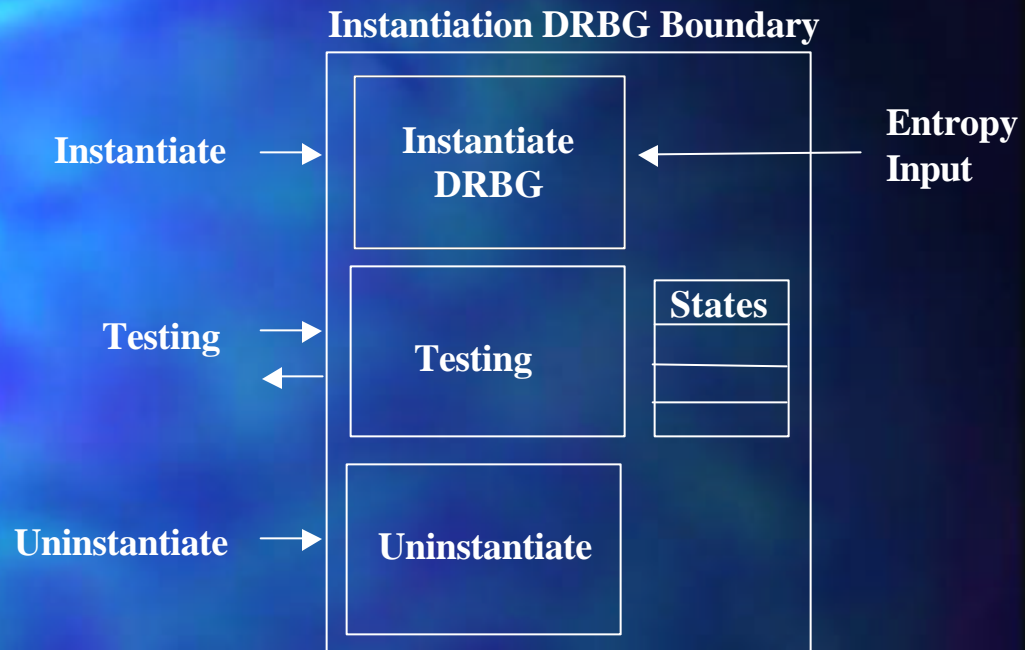 Instantiation DRBG Boundary
Instantiate
Instantiate
DRBG
Entropy
Input
Testing
Testing
States
Uninstantiate
Uninstantiate